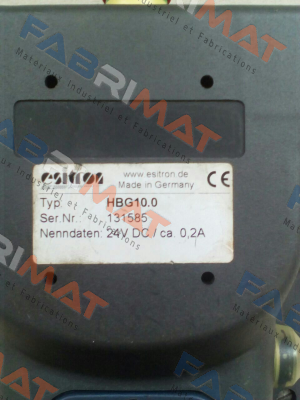 FABRIMAT
Materiaux Industriel et Fabrications
esitron
www.esitron.de
Made in Germany
CE
Typ: HBG10.0
Ser.Nr.: 131585
Nenndaten: 24V DC / ca. 0,2A